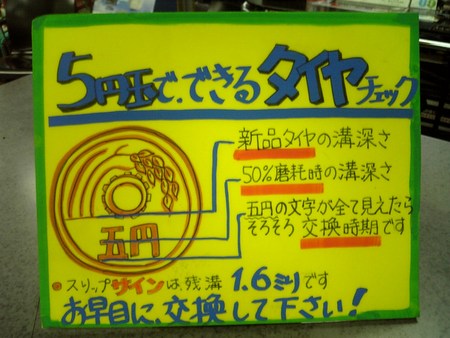 5円玉で、できるタイヤチェック
新品タイヤの溝深さ
50%磨耗時の溝深さ
五円の文字が全て見えたら
そろそろ交換時期です
五円
スリップサインは残溝1.6ミリです
お早目に、交換して下さい！